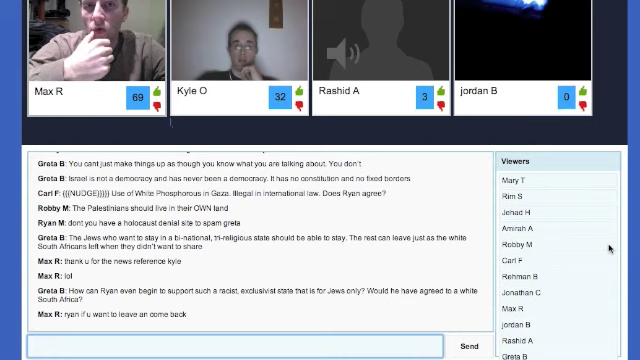 Max R
69
Kyle O
32
Rashid A
3
jordan B
0
Greta B: You cant just make things up as though you know what you are talking about. You don't
Greta B: Israel is not a democracy and has never been a democracy. It has no constitution and no fixed borders
Carl F: {{{NUDGE}}}} Use of White Phosphorous in Gaza. Illegal in international law. Does Ryan agree?
Robby M: The Palestinians should live in their OWN land
Ryan M: dont you have a holocaust denial site to spam greta
Greta B: The Jews who want to stay in a bi-national, tri-religious state should be able to stay. The rest can leave just as the white
South Africans left when they didn't want to share
Max R: thank u for the news reference kyle
Max R: lol
Greta B: How can Ryan even begin to support such a racist, exclusivist state that is for Jews only? Would he have agreed to a white
South Africa?
Max R: ryan if u want to leave an come back
Send
Viewers
Mary T
Rim S
Jehad H
Amirah A
Robby M
Carl F
Rehman B
Jonathan C
Max R
jordan B
Rashid A
Greta B